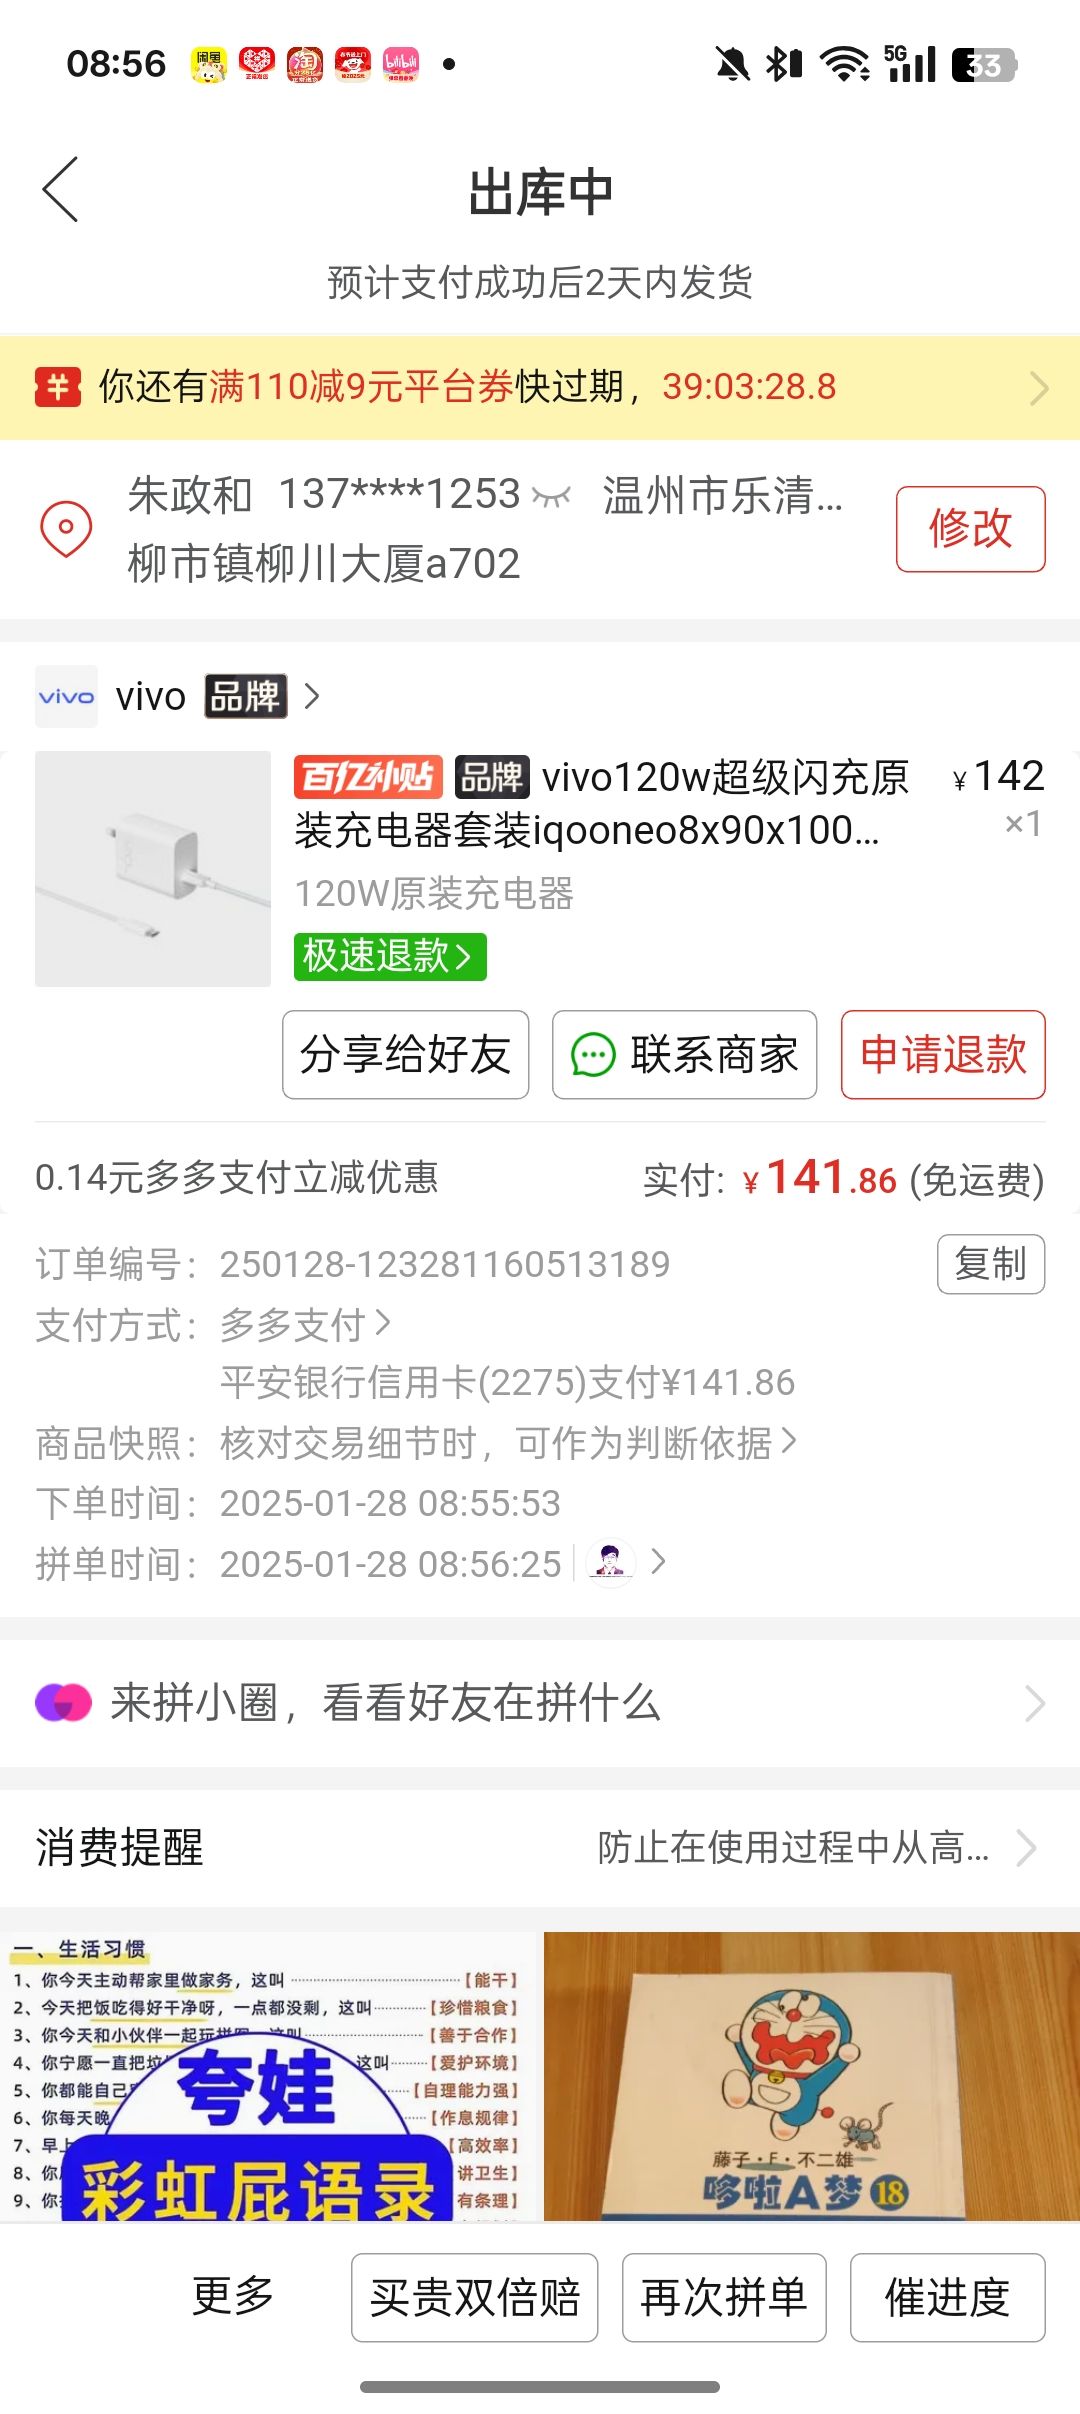 08:56
5G
33
出库中
预计支付成功后2天内发货
你还有满110减9元平台券快过期，39:03:28.8
朱政和 137****1253 温州市乐清...
柳市镇柳川大厦a702
修改
vivo vivo 品牌
百亿补贴 品牌 vivo120w超级闪充原
装充电器套装iqooneo8x90x100...
¥142
×1
120W原装充电器
极速退款
分享给好友
联系商家
申请退款
0.14元多多支付立减优惠
实付: ¥141.86 (免运费)
订单编号: 250128-123281160513189
复制
支付方式: 多多支付
平安银行信用卡(2275)支付¥141.86
商品快照: 核对交易细节时，可作为判断依据
下单时间: 2025-01-28 08:55:53
拼单时间: 2025-01-28 08:56:25
来拼小圈，看看好友在拼什么
消费提醒
防止在使用过程中从高...
一、生活习惯
1、你今天主动帮家里做家务，这叫【能干】
2、今天把饭吃得好干净呀，一点都没剩，这叫【珍惜粮食】
3、你今天和小伙伴一起玩【善于合作】
4、你宁愿一直把 这叫【爱护环境】
5、你都能自己【自理能力强】
6、你每天晚【作息规律】
7、早上【高效率】
8、你 讲卫生】
9、你 有条理】
夸娃
彩虹屁语录
藤子·F·不二雄
哆啦A梦 18
更多
买贵双倍赔
再次拼单
催进度